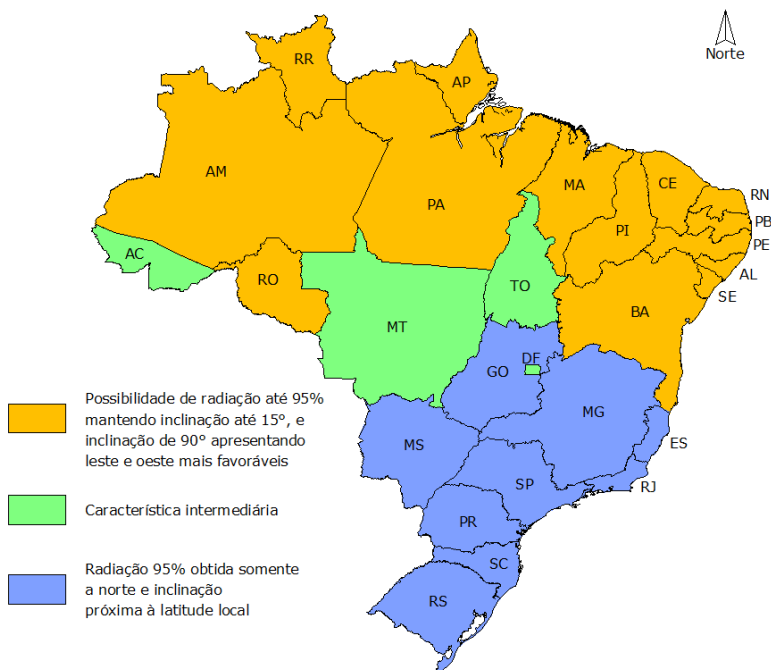 Norte
RR
AP
AM
PA
MA
CE
RN
PB
PE
PI
AL
SE
AC
RO
TO
BA
MT
DF
GO
MG
ES
MS
SP
RJ
PR
SC
RS
Possibilidade de radiação até 95%
mantendo inclinação até 15°, e
inclinação de 90° apresentando
leste e oeste mais favoráveis
Característica intermediária
Radiação 95% obtida somente
a norte e inclinação
próxima à latitude local